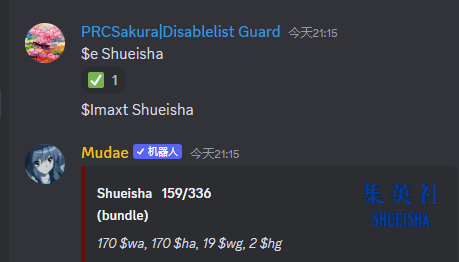 PRCSakura|Disablelist Guard 今天21:15
$e Shueisha
✅ 1
$Imaxt Shueisha
Mudae ✓ 机器人 今天21:15
Shueisha 159/336
(bundle)
170 $wa, 170 $ha, 19 $wg, 2 $hg
集英社
SHUEISHA